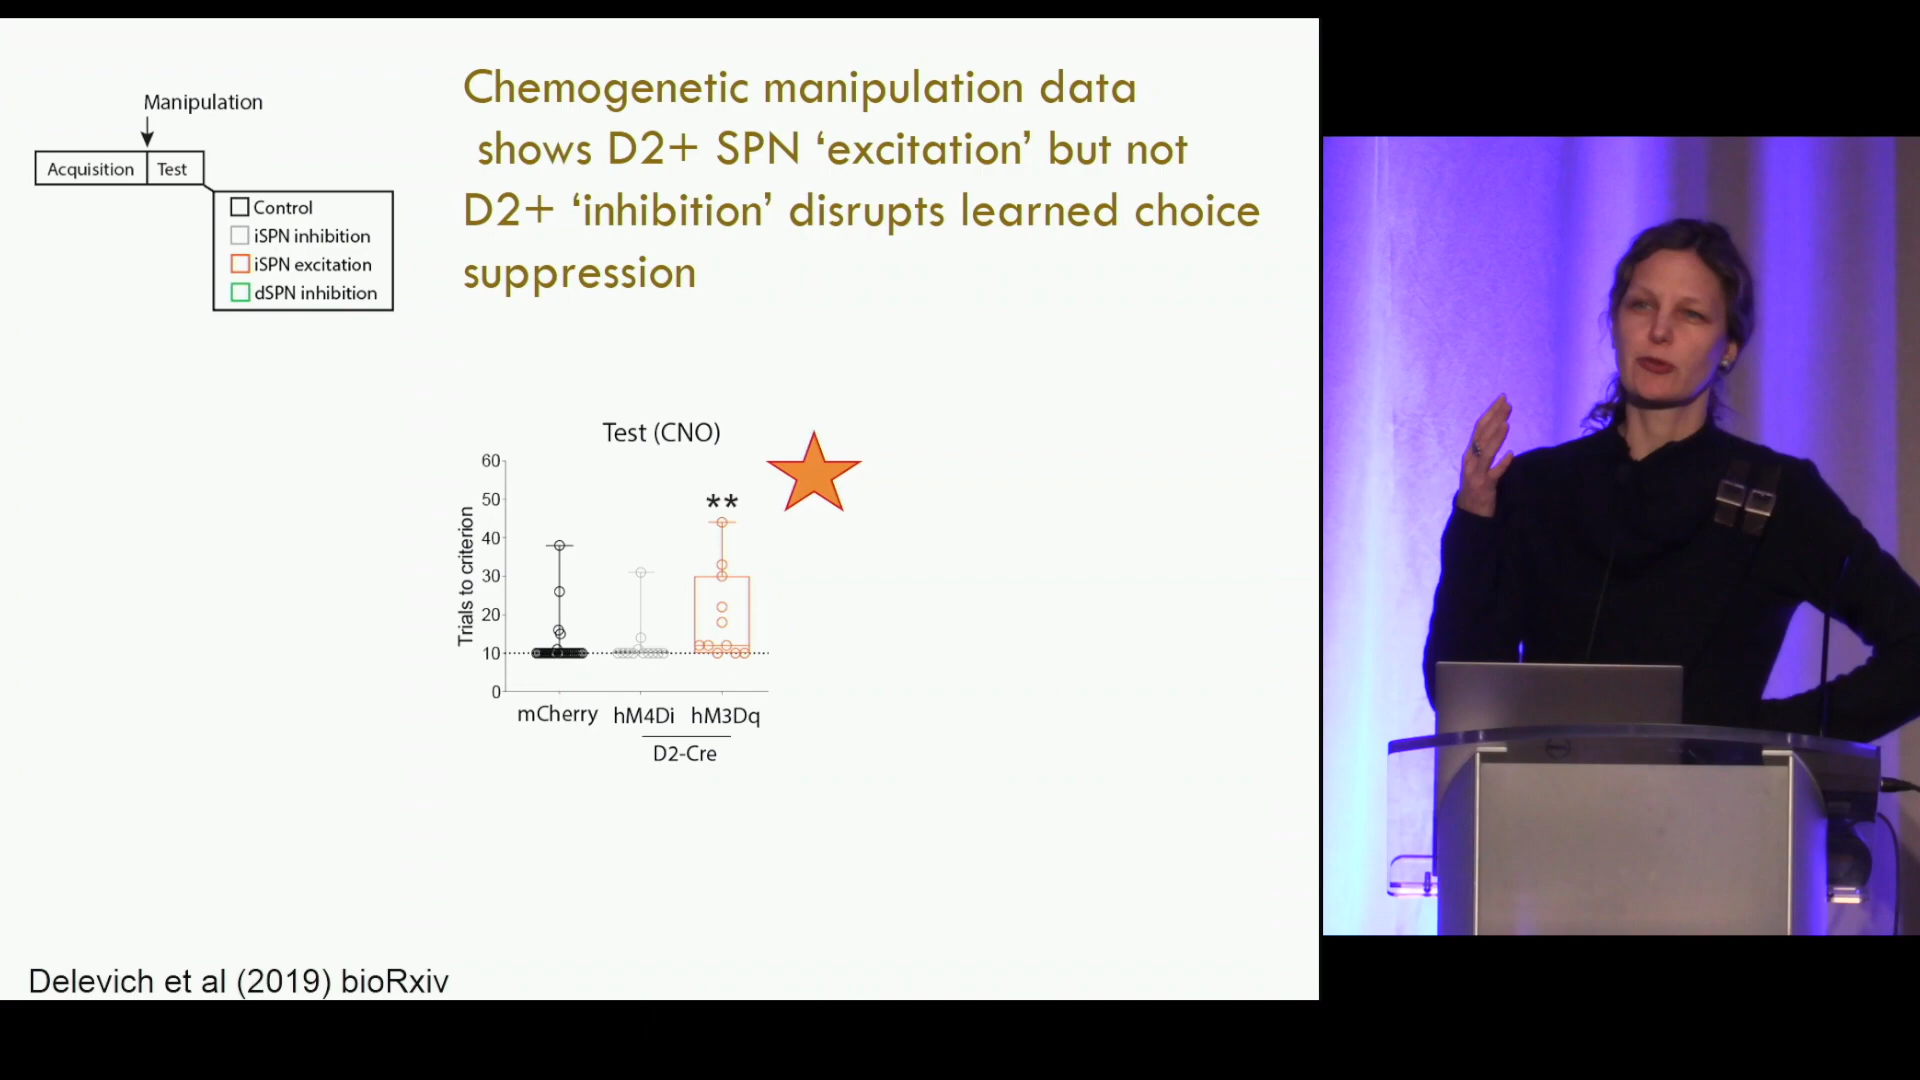 Manipulation
Acquisition Test
Control
iSPN inhibition
iSPN excitation
dSPN inhibition
Chemogenetic manipulation data
shows D2+ SPN ‘excitation’ but not
D2+ ‘inhibition’ disrupts learned choice
suppression
Test (CNO)
**
Trials to criterion
60
50
40
30
20
10
0
mCherry hM4Di hM3Dq
D2-Cre
Delevich et al (2019) bioRxiv